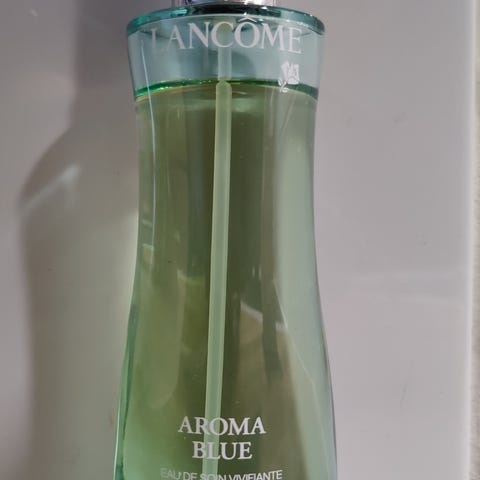 LANCÔME
AROMA
BLUE
EAU DE SOIN VIVIFIANTE